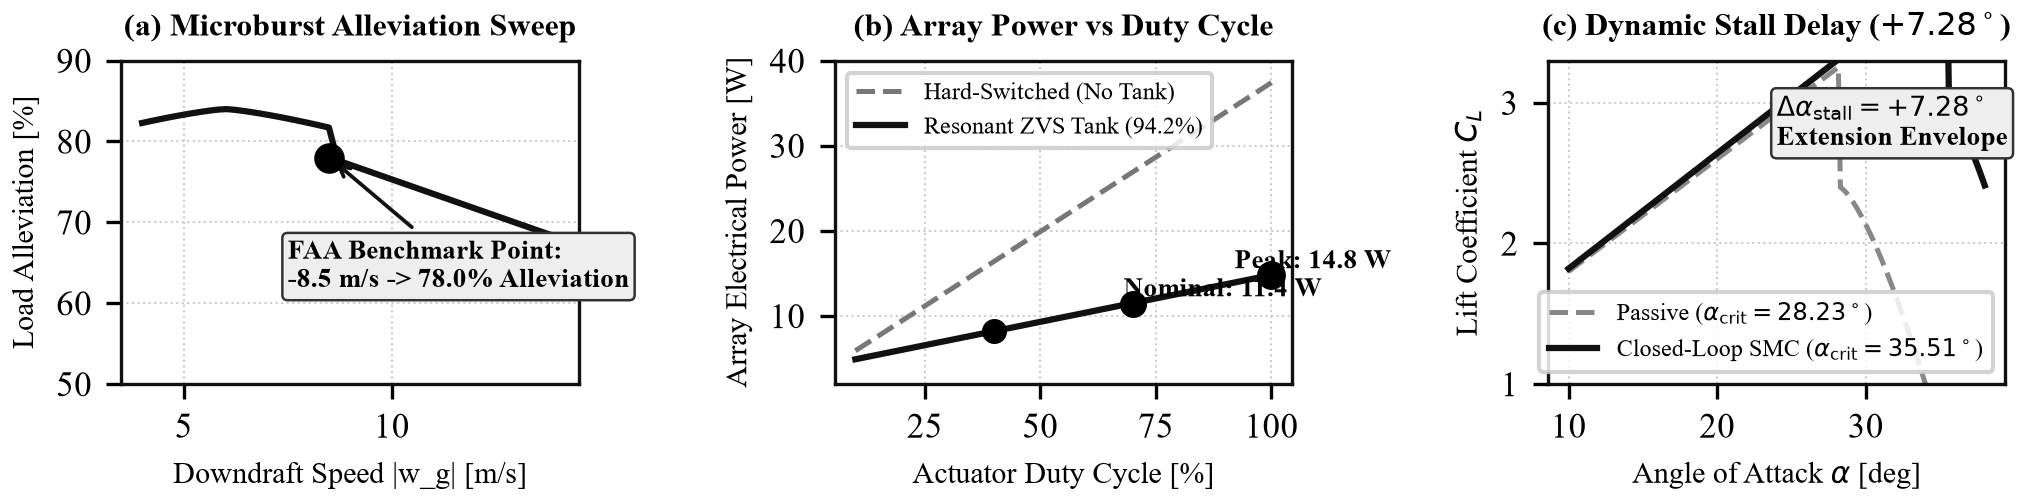 (a) Microburst Alleviation Sweep
Load Alleviation [%]
90
80
70
60
50
FAA Benchmark Point:
-8.5 m/s -> 78.0% Alleviation
5
10
Downdraft Speed |w_g| [m/s]
(b) Array Power vs Duty Cycle
Array Electrical Power [W]
40
30
20
10
Hard-Switched (No Tank)
Resonant ZVS Tank (94.2%)
Peak: 14.8 W
Nominal: 11.4 W
25
50
75
100
Actuator Duty Cycle [%]
(c) Dynamic Stall Delay (+7.28°)
Lift Coefficient C_L
3
2
1
Δα_stall = +7.28°
Extension Envelope
Passive (α_crit = 28.23°)
Closed-Loop SMC (α_crit = 35.51°)
10
20
30
Angle of Attack α [deg]